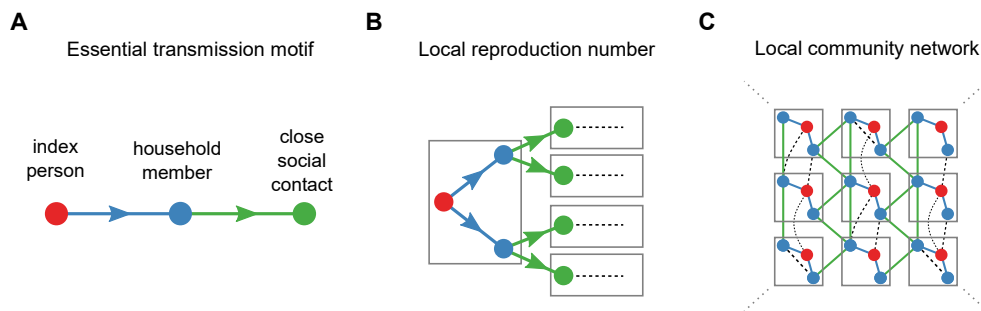 A
Essential transmission motif
index
person
household
member
close
social
contact
B
Local reproduction number
C
Local community network